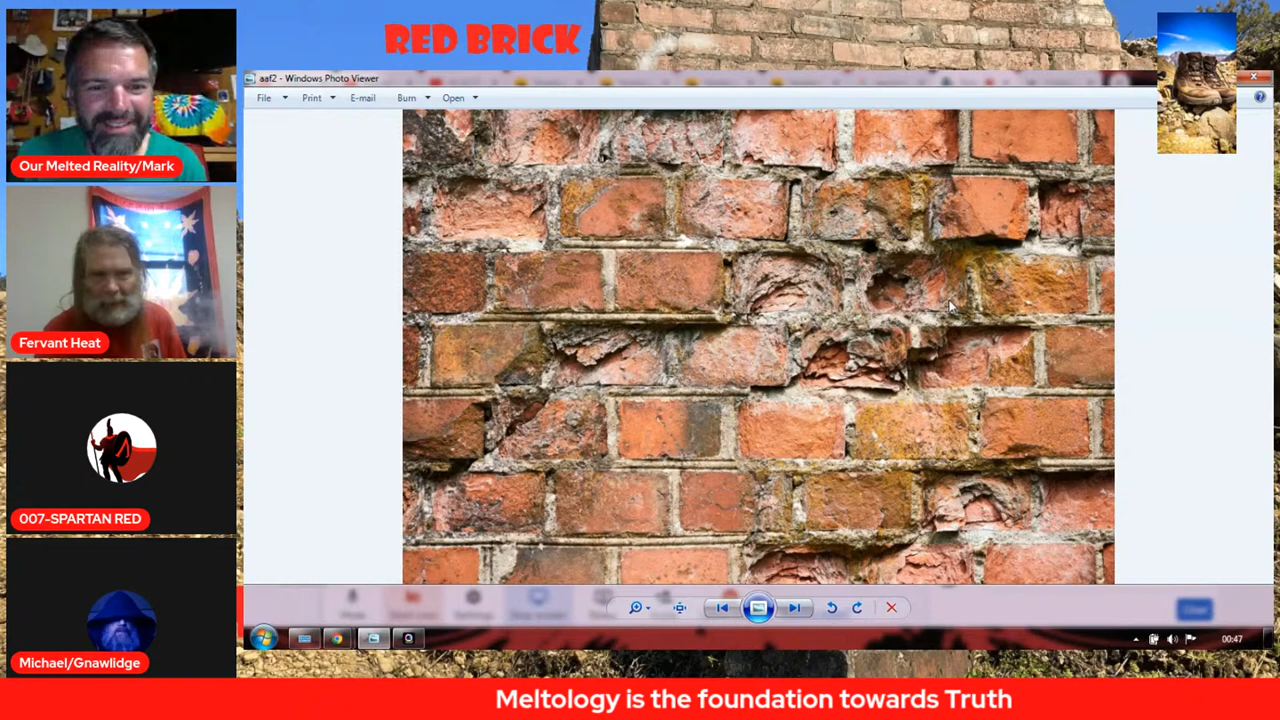 RED BRICK
aaf2 - Windows Photo Viewer
File Print E-mail Burn Open
Our Melted Reality/Mark
Fervant Heat
007-SPARTAN RED
Michael/Gnawlidge
00:47
Meltology is the foundation towards Truth